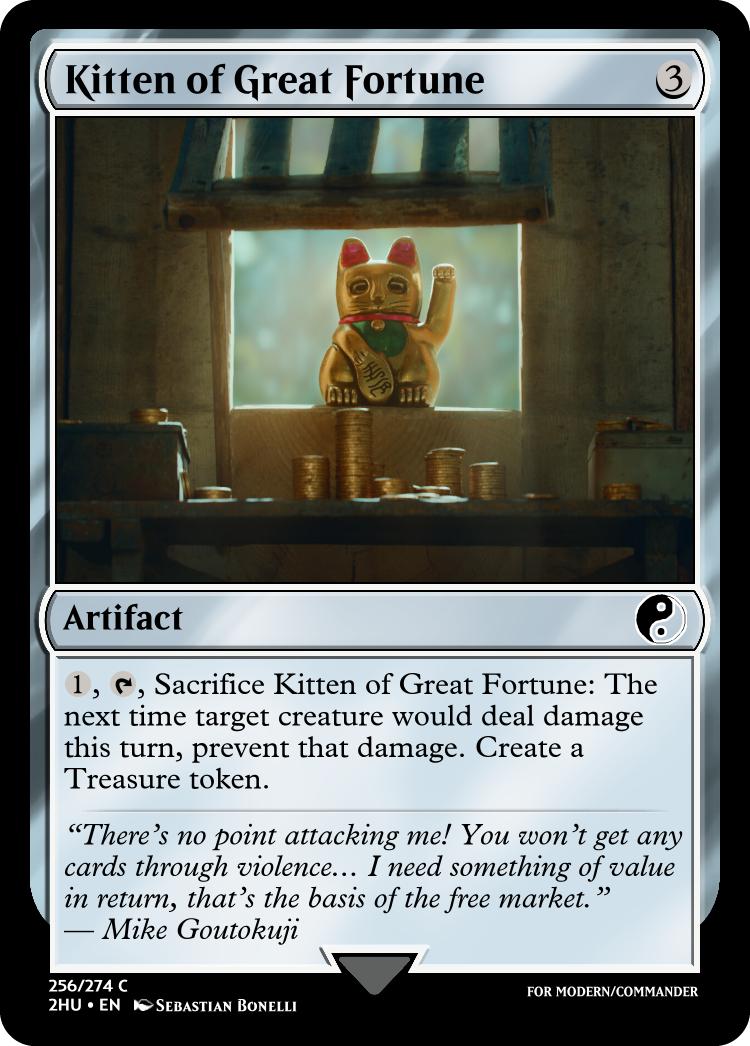 Kitten of Great Fortune 3
Artifact
1, , Sacrifice Kitten of Great Fortune: The
next time target creature would deal damage
this turn, prevent that damage. Create a
Treasure token.
“There’s no point attacking me! You won’t get any
cards through violence… I need something of value
in return, that’s the basis of the free market.”
— Mike Goutokuji
256/274 C
2HU • EN Sebastian Bonelli
FOR MODERN/COMMANDER